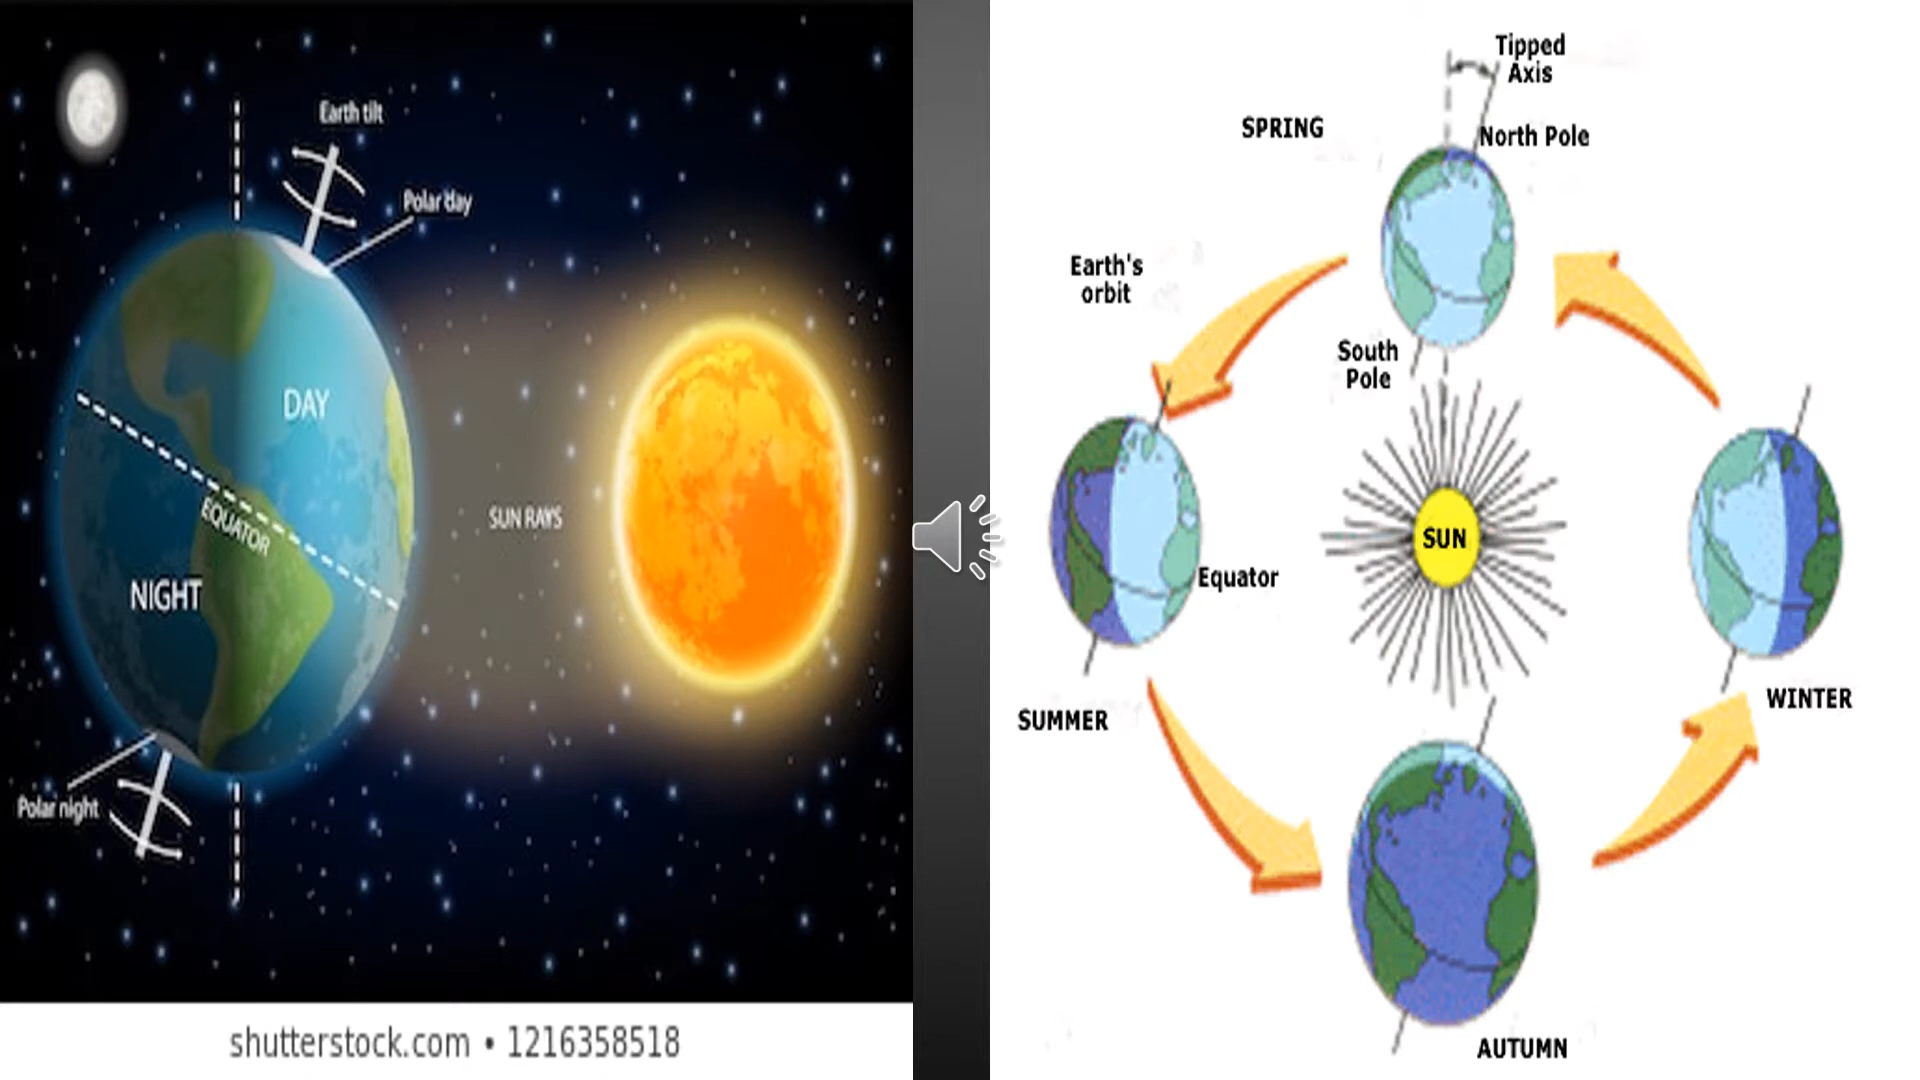 Earth tilt
Polar day
DAY
SUN RAYS
EQUATOR
NIGHT
Polar night
shutterstock.com • 1216358518
Tipped
Axis
SPRING
North Pole
Earth's
orbit
South
Pole
SUN
Equator
SUMMER
WINTER
AUTUMN